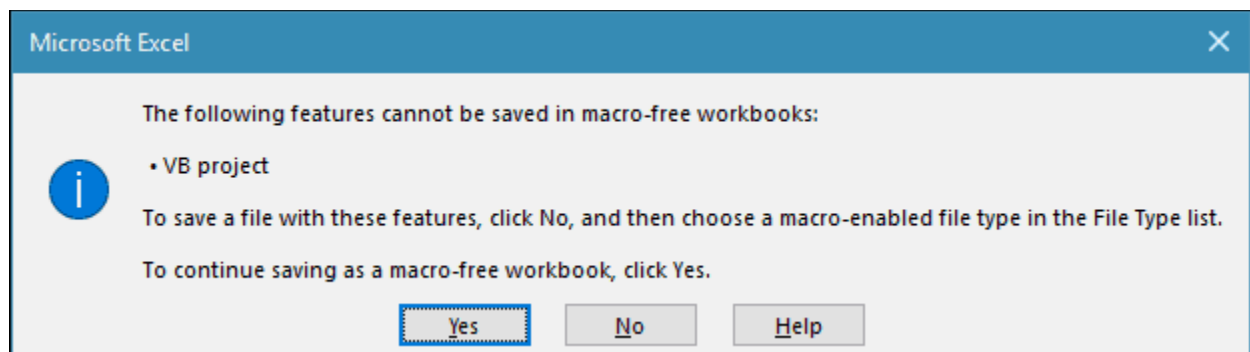 Microsoft Excel
The following features cannot be saved in macro-free workbooks:
• VB project
To save a file with these features, click No, and then choose a macro-enabled file type in the File Type list.
To continue saving as a macro-free workbook, click Yes.
Yes No Help